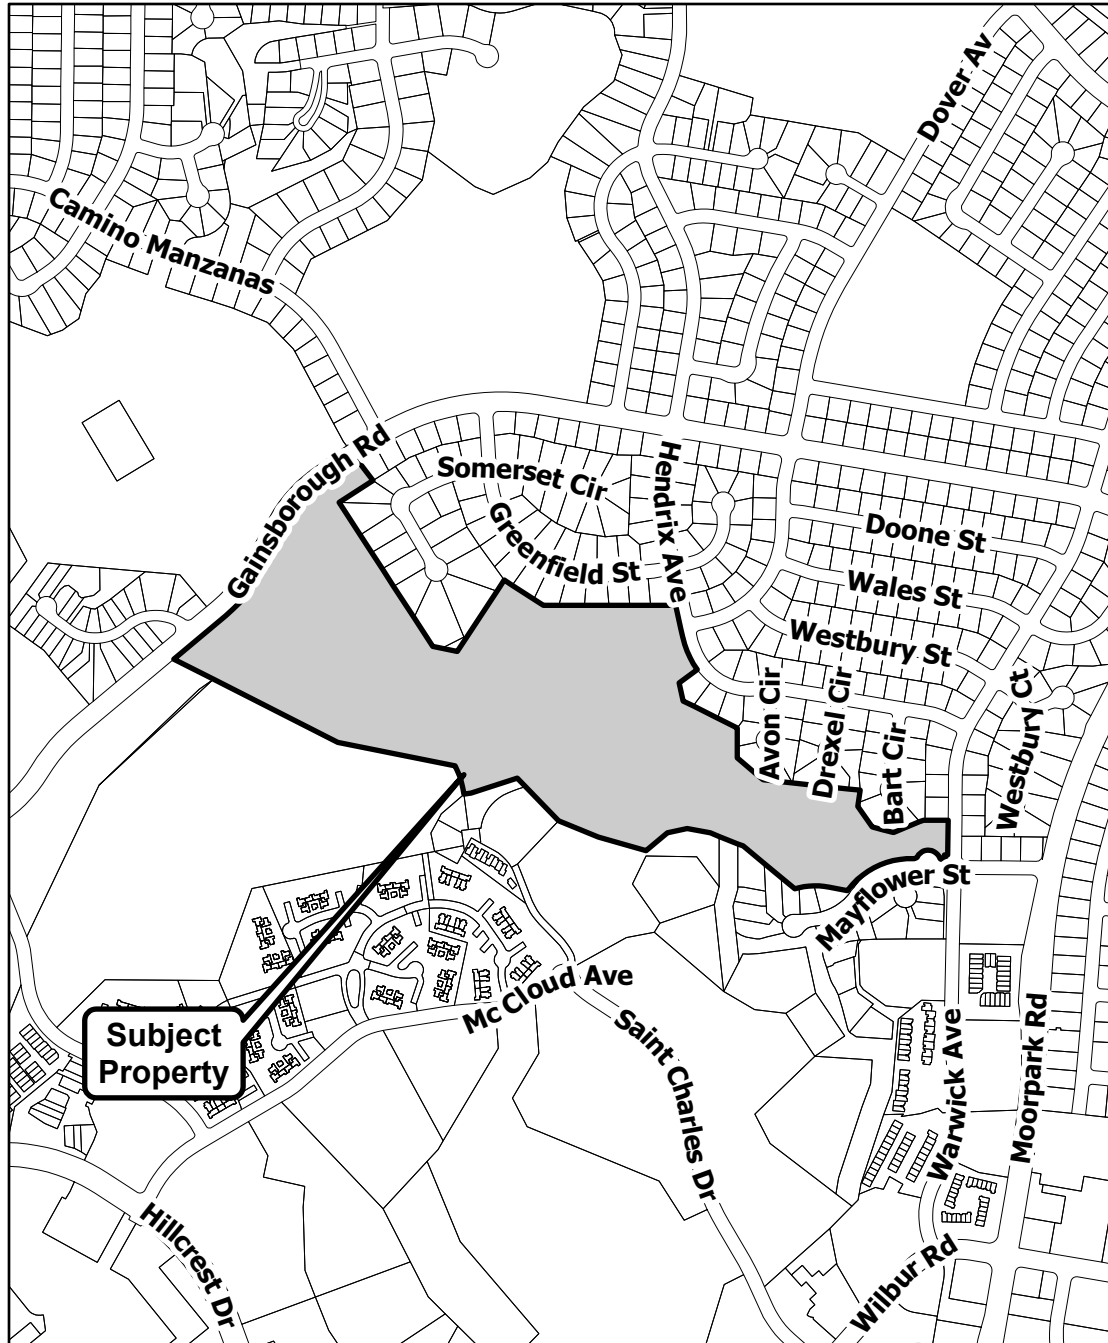 Dover Av
Camino Manzanas
Gainsborough Rd
Somerset Cir
Hendrix Ave
Greenfield St
Doone St
Wales St
Westbury St
Avon Cir
Drexel Cir
Bart Cir
Westbury Ct
Mayflower St
Mc Cloud Ave
Saint Charles Dr
Subject
Property
Warwick Ave
Moorpark Rd
Hillcrest Dr
Wilbur Rd